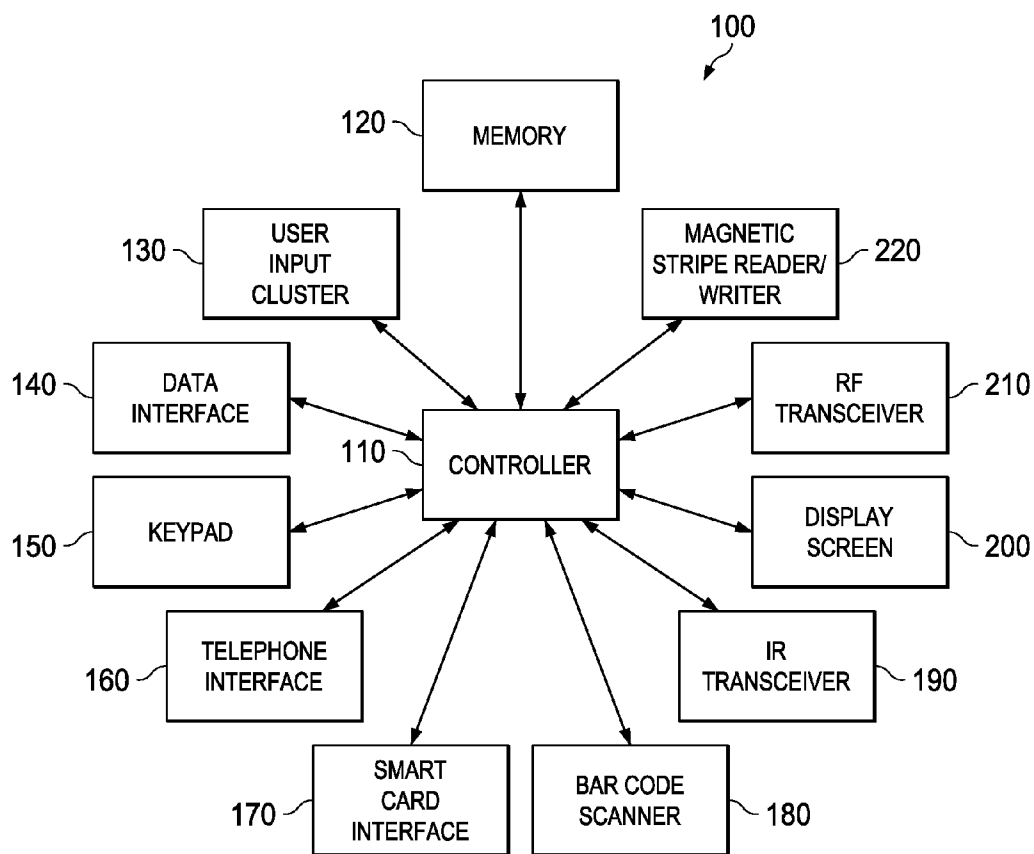 100
120
MEMORY
130
USER
INPUT
CLUSTER
MAGNETIC
STRIPE READER/
WRITER
220
140
DATA
INTERFACE
RF
TRANSCEIVER
210
110
CONTROLLER
150
KEYPAD
DISPLAY
SCREEN
200
160
TELEPHONE
INTERFACE
IR
TRANSCEIVER
190
170
SMART
CARD
INTERFACE
BAR CODE
SCANNER
180